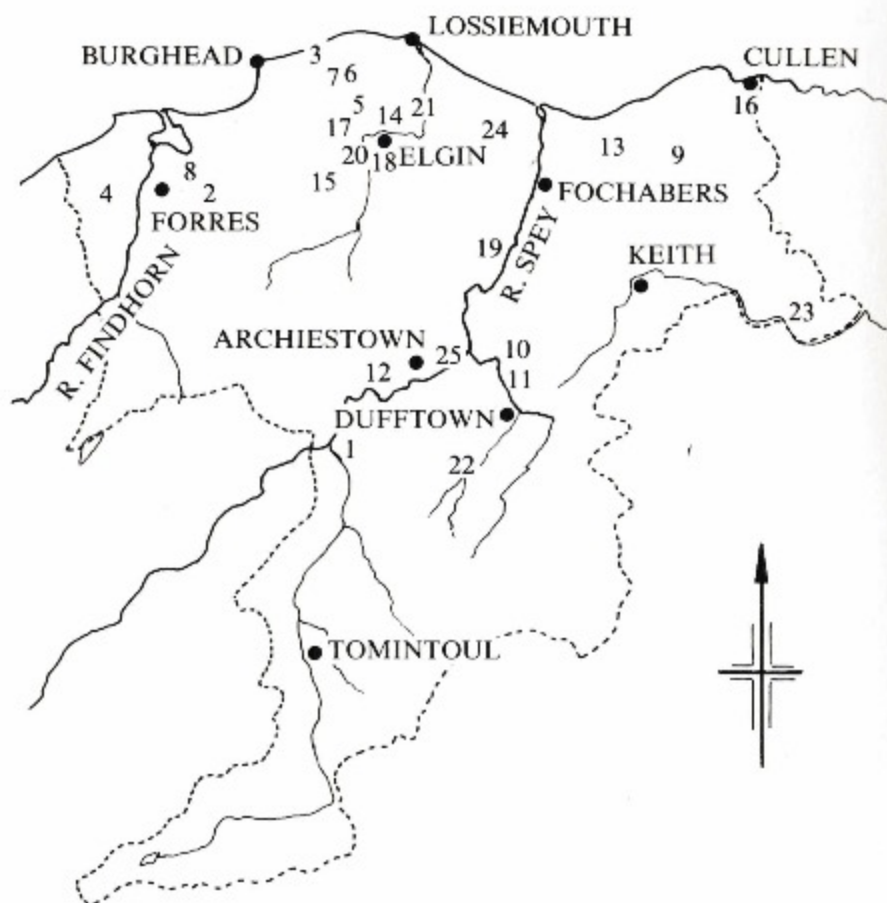 LOSSIEMOUTH
BURGHEAD
3
CULLEN
7 6
16
5
14
21
17
24
20
18
ELGIN
13
9
8
15
4
2
FORRES
FOCHABERS
R. SPEY
19
KEITH
R. FINDHORN
23
ARCHIESTOWN
25
10
12
11
DUFFTOWN
1
22
TOMINTOUL